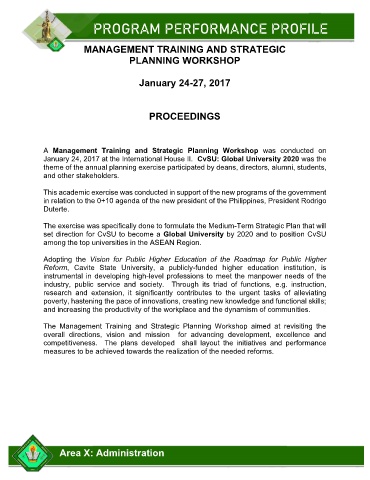 PROGRAM PERFORMANCE PROFILE
MANAGEMENT TRAINING AND STRATEGIC
PLANNING WORKSHOP
January 24-27, 2017
PROCEEDINGS
A Management Training and Strategic Planning Workshop was conducted on
January 24, 2017 at the International House II. CvSU: Global University 2020 was the
theme of the annual planning exercise participated by deans, directors, alumni, students,
and other stakeholders.
This academic exercise was conducted in support of the new programs of the government
in relation to the 0+10 agenda of the new president of the Philippines, President Rodrigo
Duterte.
The exercise was specifically done to formulate the Medium-Term Strategic Plan that will
set direction for CvSU to become a Global University by 2020 and to position CvSU
among the top universities in the ASEAN Region.
Adopting the Vision for Public Higher Education of the Roadmap for Public Higher
Reform, Cavite State University, a publicly-funded higher education institution, is
instrumental in developing high-level professions to meet the manpower needs of the
industry, public service and society. Through its triad of functions, e.g. instruction,
research and extension, it significantly contributes to the urgent tasks of alleviating
poverty, hastening the pace of innovations, creating new knowledge and functional skills;
and increasing the productivity of the workplace and the dynamism of communities.
The Management Training and Strategic Planning Workshop aimed at revisiting the
overall directions, vision and mission for advancing development, excellence and
competitiveness. The plans developed shall layout the initiatives and performance
measures to be achieved towards the realization of the needed reforms.
Area X: Administration